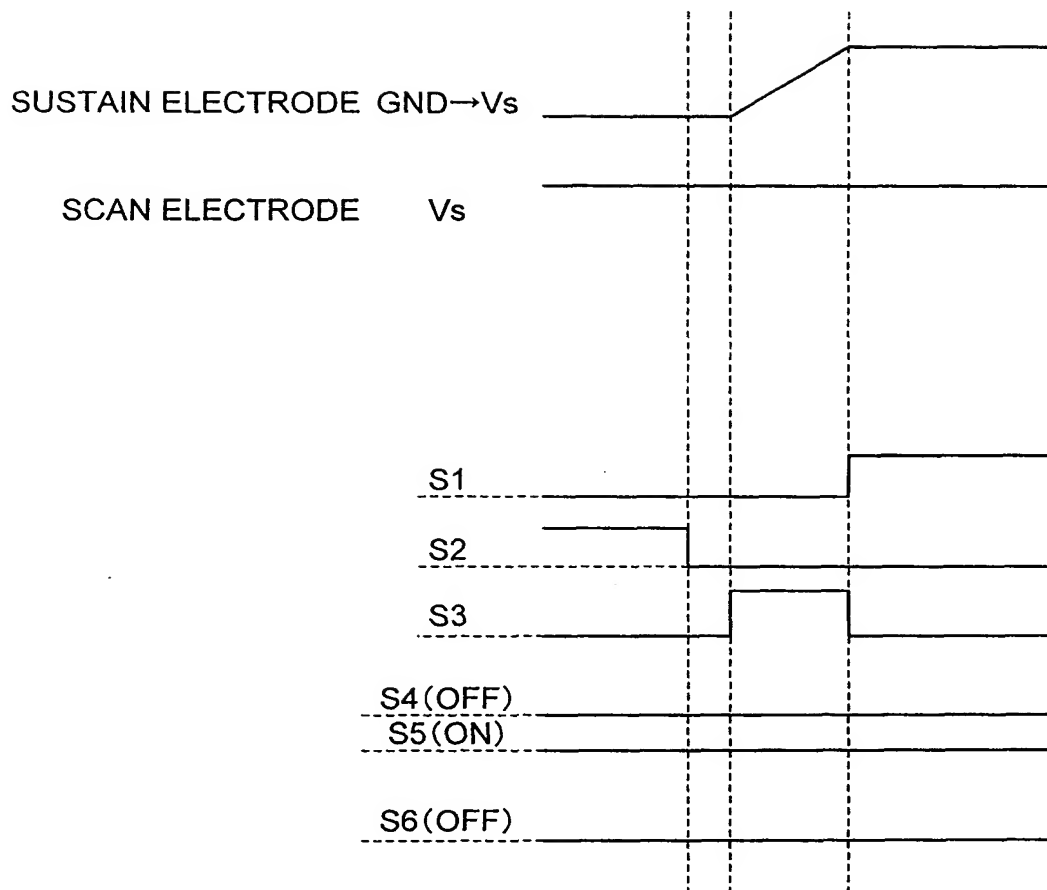 SUSTAIN ELECTRODE GND→Vs
SCAN ELECTRODE Vs
S1
S2
S3
S4(OFF)
S5(ON)
S6(OFF)